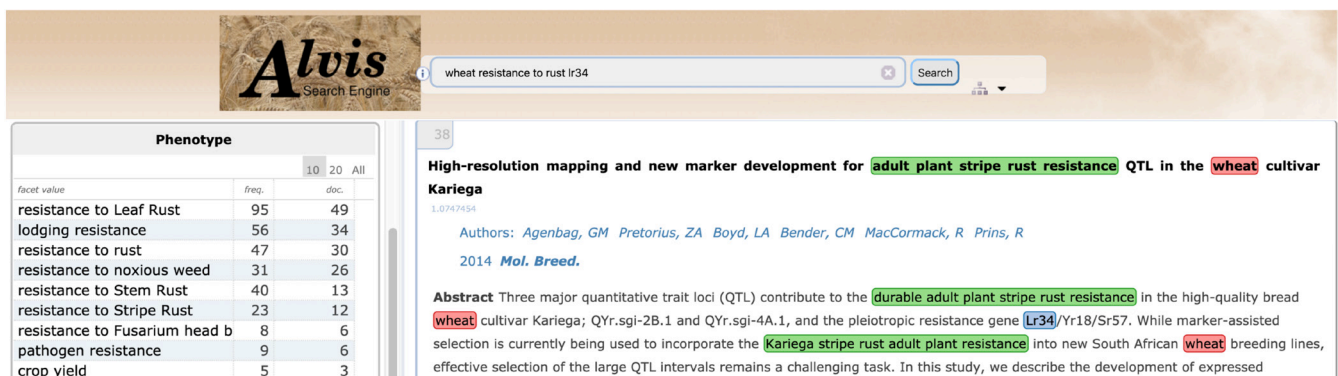 Alvis
Search Engine
i
wheat resistance to rust lr34
Search
Phenotype
10 20 All
facet value freq. doc.
resistance to Leaf Rust 95 49
lodging resistance 56 34
resistance to rust 47 30
resistance to noxious weed 31 26
resistance to Stem Rust 40 13
resistance to Stripe Rust 23 12
resistance to Fusarium head b 8 6
pathogen resistance 9 6
crop yield 5 3
38
High-resolution mapping and new marker development for adult plant stripe rust resistance QTL in the wheat cultivar
Kariega
1.0747454
Authors: Agenbag, GM Pretorius, ZA Boyd, LA Bender, CM MacCormack, R Prins, R
2014 Mol. Breed.
Abstract Three major quantitative trait loci (QTL) contribute to the durable adult plant stripe rust resistance in the high-quality bread
wheat cultivar Kariega; QYr.sgi-2B.1 and QYr.sgi-4A.1, and the pleiotropic resistance gene Lr34/Yr18/Sr57. While marker-assisted
selection is currently being used to incorporate the Kariega stripe rust adult plant resistance into new South African wheat breeding lines,
effective selection of the large QTL intervals remains a challenging task. In this study, we describe the development of expressed